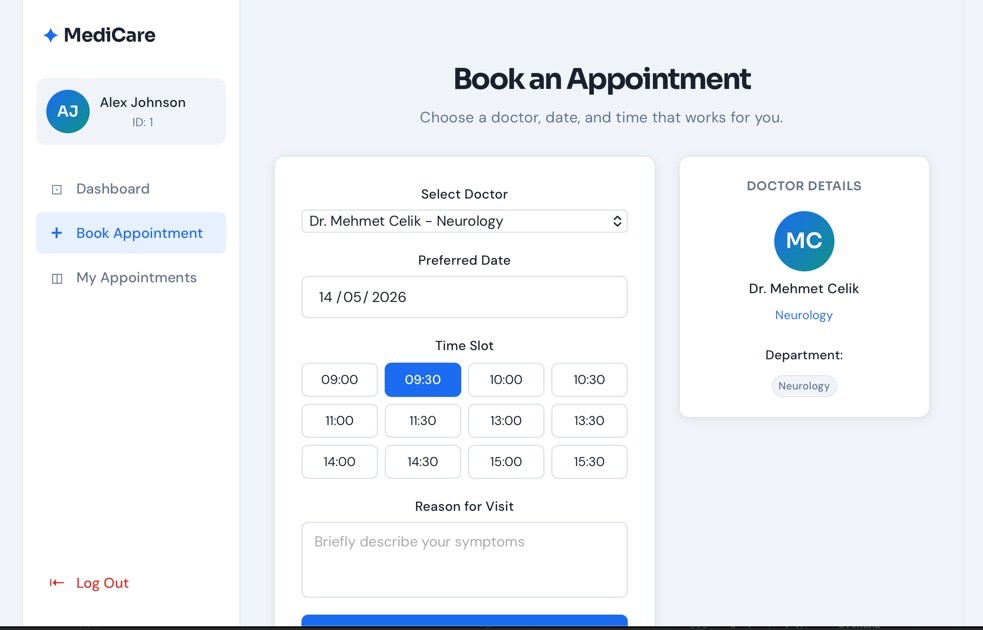 MediCare
AJ
Alex Johnson
ID: 1
Dashboard
Book Appointment
My Appointments
Log Out
Book an Appointment
Choose a doctor, date, and time that works for you.
Select Doctor
Dr. Mehmet Celik - Neurology
Preferred Date
14/05/2026
Time Slot
09:00 09:30 10:00 10:30
11:00 11:30 13:00 13:30
14:00 14:30 15:00 15:30
Reason for Visit
Briefly describe your symptoms
DOCTOR DETAILS
MC
Dr. Mehmet Celik
Neurology
Department:
Neurology